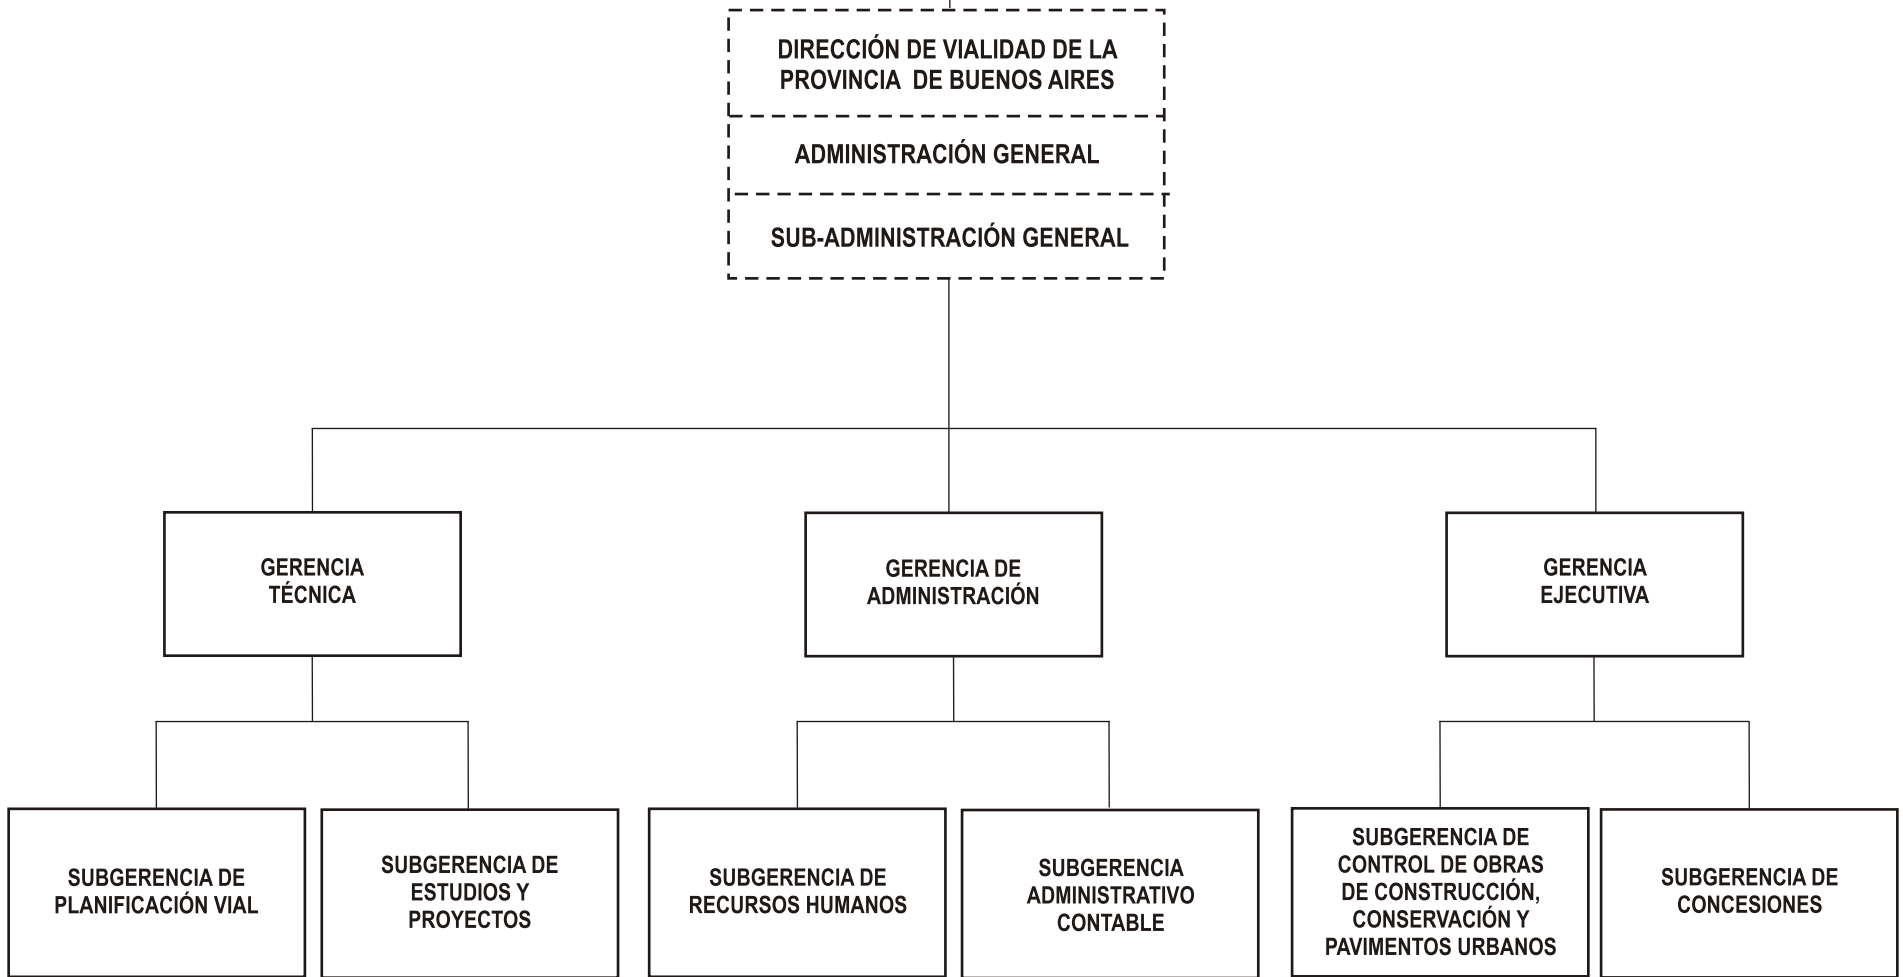 DIRECCIÓN DE VIALIDAD DE LA
PROVINCIA DE BUENOS AIRES
ADMINISTRACIÓN GENERAL
SUB-ADMINISTRACIÓN GENERAL
GERENCIA
TÉCNICA
GERENCIA DE
ADMINISTRACIÓN
GERENCIA
EJECUTIVA
SUBGERENCIA DE
PLANIFICACIÓN VIAL
SUBGERENCIA DE
ESTUDIOS Y
PROYECTOS
SUBGERENCIA DE
RECURSOS HUMANOS
SUBGERENCIA
ADMINISTRATIVO
CONTABLE
SUBGERENCIA DE
CONTROL DE OBRAS
DE CONSTRUCCIÓN,
CONSERVACIÓN Y
PAVIMENTOS URBANOS
SUBGERENCIA DE
CONCESIONES